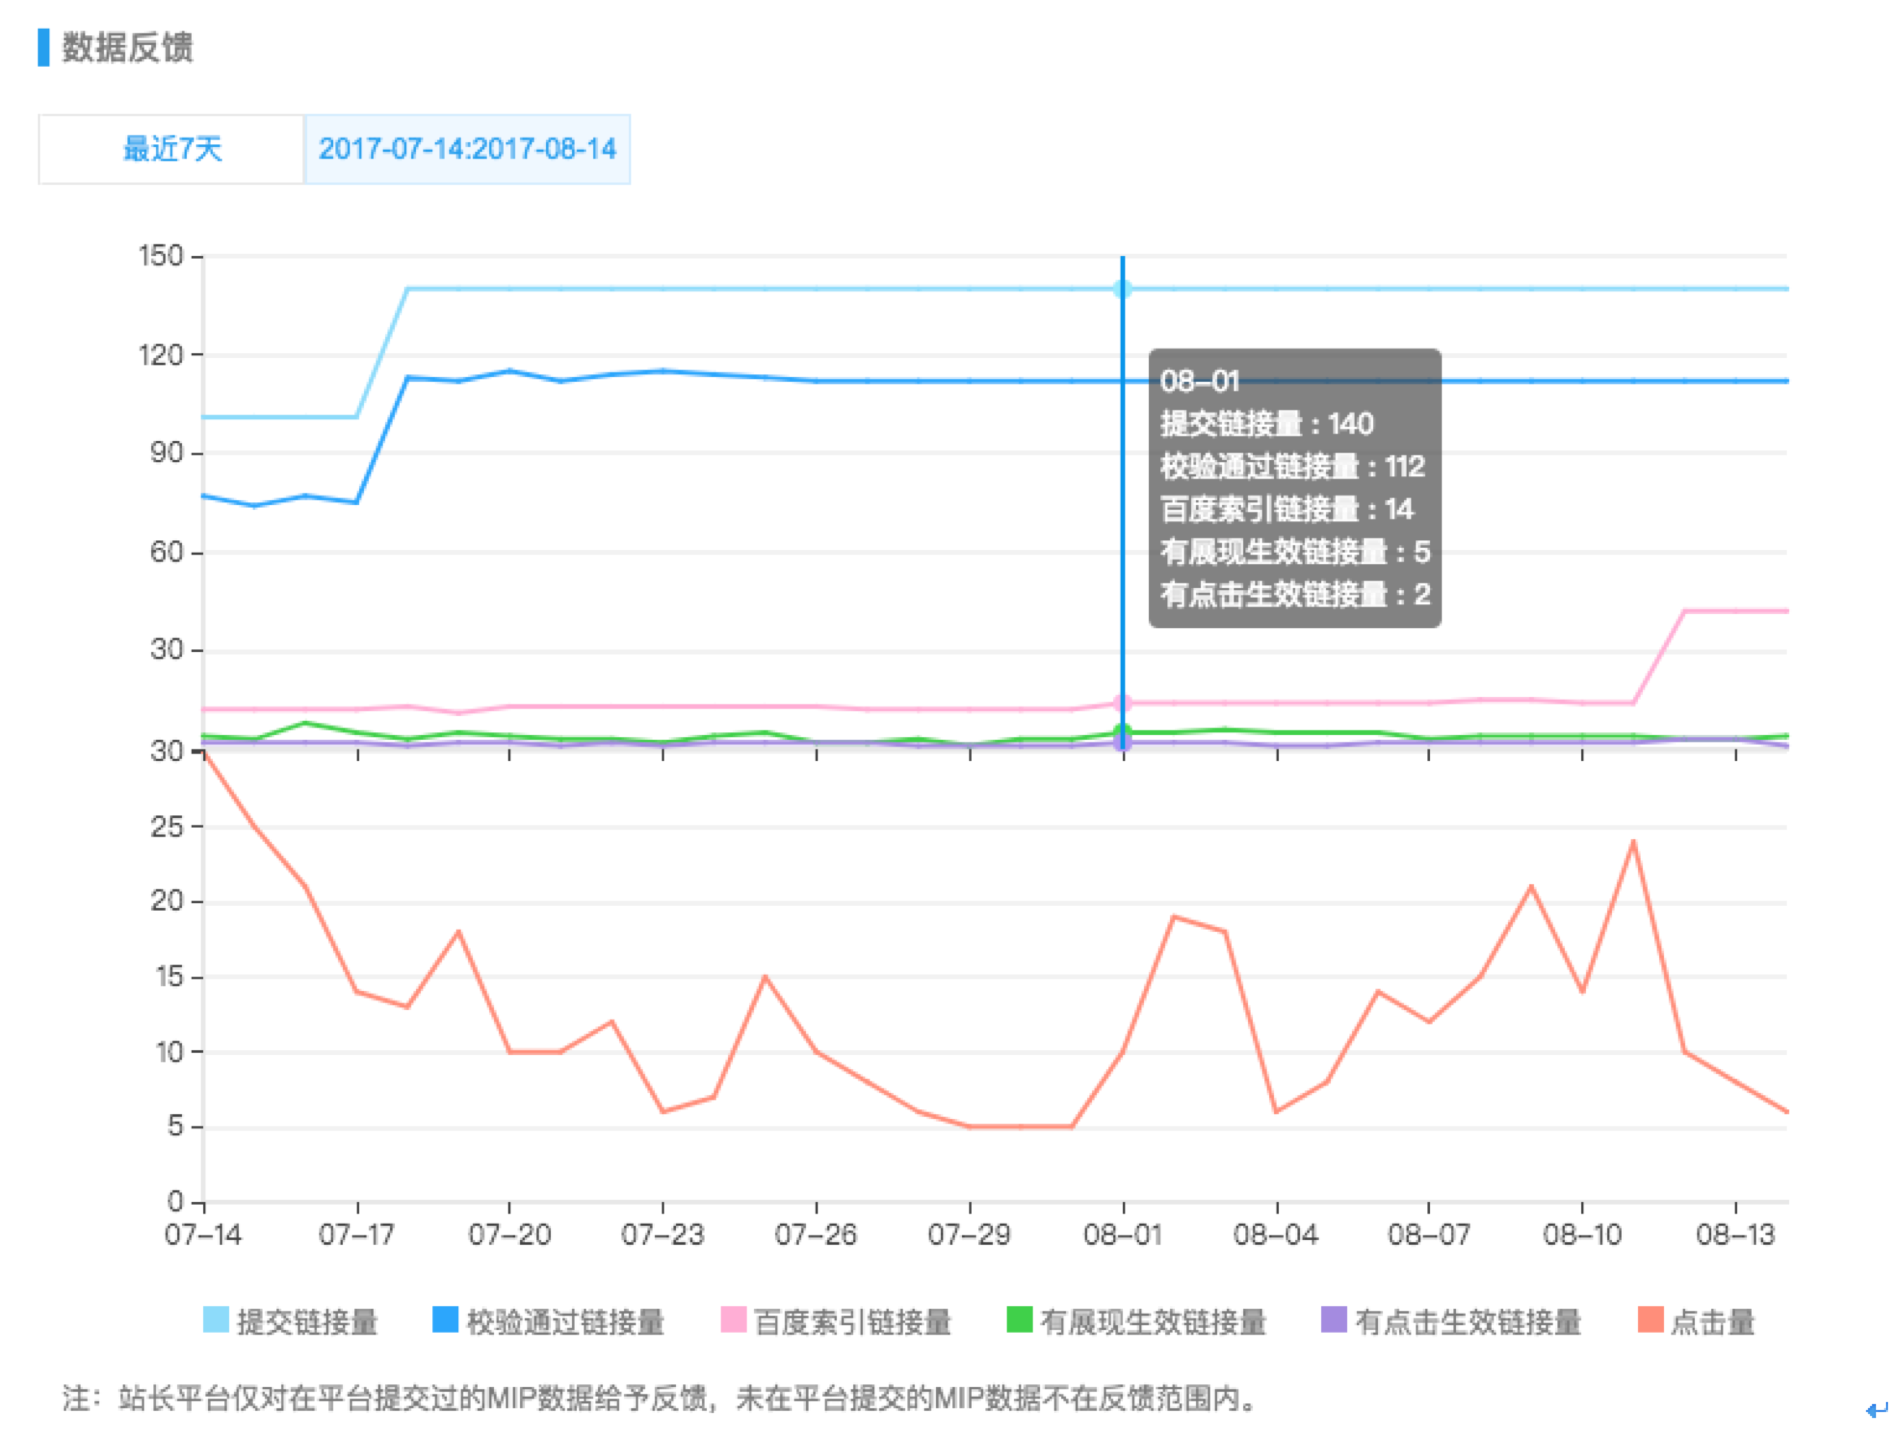 数据反馈
最近7天 2017-07-14:2017-08-14
150
120
90
60
30
08-01
提交链接量：140
校验通过链接量：112
百度索引链接量：14
有展现生效链接量：5
有点击生效链接量：2
30
25
20
15
10
5
0
07-14 07-17 07-20 07-23 07-26 07-29 08-01 08-04 08-07 08-10 08-13
提交链接量 校验通过链接量 百度索引链接量 有展现生效链接量 有点击生效链接量 点击量
注：站长平台仅对在平台提交过的MIP数据给予反馈，未在平台提交的MIP数据不在反馈范围内。